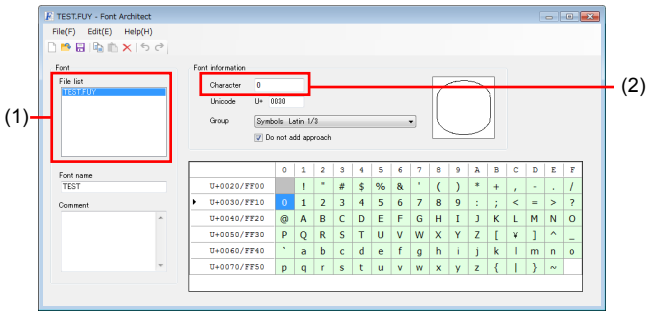 TEST.FUY - Font Architect
File(F) Edit(E) Help(H)
Font
File list
TEST.FUY
Font name
TEST
Comment
Font information
Character 0
Unicode U+ 0030
Group Symbols Latin 1/3
Do not add approach
(1)
(2)
0 1 2 3 4 5 6 7 8 9 A B C D E F
U+0020/FF00 ! " # $ % & ' ( ) * + , - . /
U+0030/FF10 0 1 2 3 4 5 6 7 8 9 : ; < = > ?
U+0040/FF20 @ A B C D E F G H I J K L M N O
U+0050/FF30 P Q R S T U V W X Y Z [ ¥ ] ^ _
U+0060/FF40 ` a b c d e f g h i j k l m n o
U+0070/FF50 p q r s t u v w x y z { | } ~